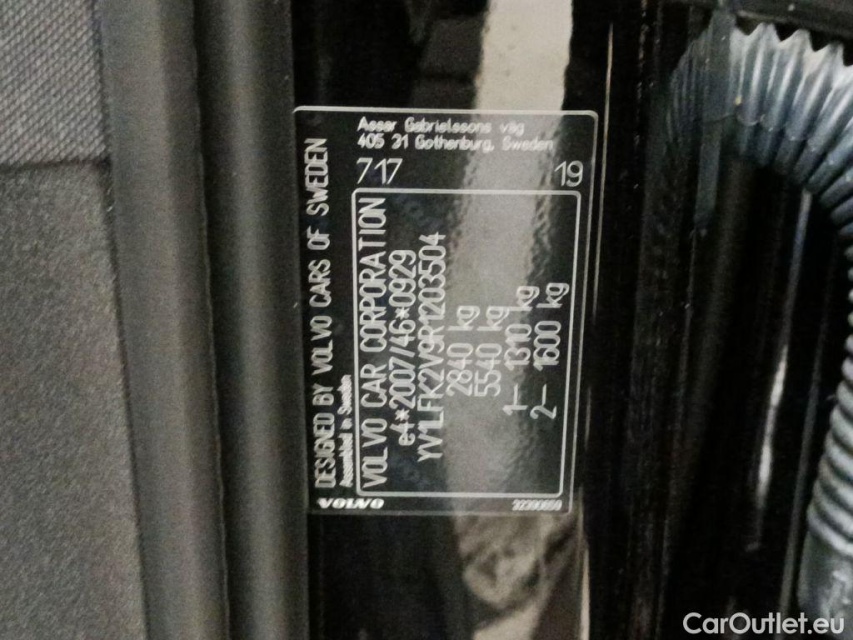 Assar Gabrielssons väg
405 31 Gothenburg, Sweden
717
19
DESIGNED BY VOLVO CARS OF SWEDEN
Assembled in Sweden
VOLVO CAR CORPORATION
e4*2007/46*0929
YV1LFK2V9R1203504
2840 kg
5540 kg
1– 1310 kg
2– 1600 kg
VOLVO
CarOutlet.eu